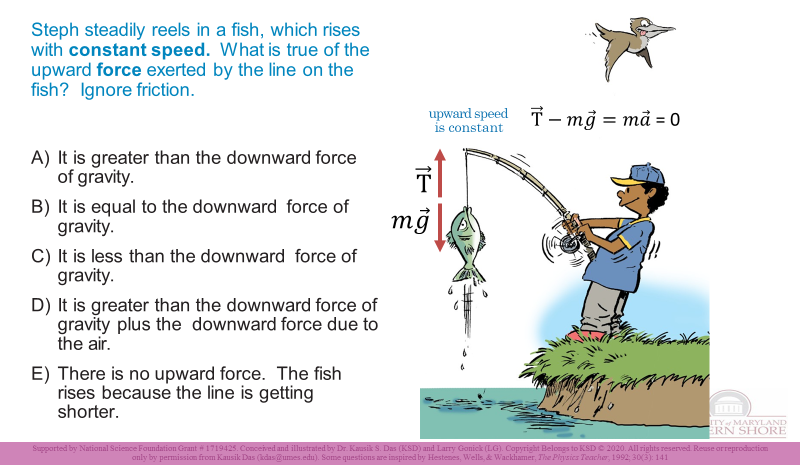 Steph steadily reels in a fish, which rises
with constant speed. What is true of the
upward force exerted by the line on the
fish? Ignore friction.
upward speed
is constant
T⃗ − mg⃗ = ma⃗ = 0
A) It is greater than the downward force
of gravity.
B) It is equal to the downward force of
gravity.
C) It is less than the downward force of
gravity.
D) It is greater than the downward force of
gravity plus the downward force due to
the air.
E) There is no upward force. The fish
rises because the line is getting
shorter.
T⃗
mg⃗
ITY of MARYLAND
ERN SHORE
Supported by National Science Foundation Grant # 1719425. Conceived and Illustrated by Dr. Kausik S. Das (KSD) and Larry Gonick (LG). Copyright Belongs to KSD © 2020. All rights reserved. Reuse or reproduction
only by permission from Kausik Das (kdas@umes.edu). Some questions are inspired by Hestenes, Wells, & Wackhamer, The Physics Teacher, 1992, 30(3): 141